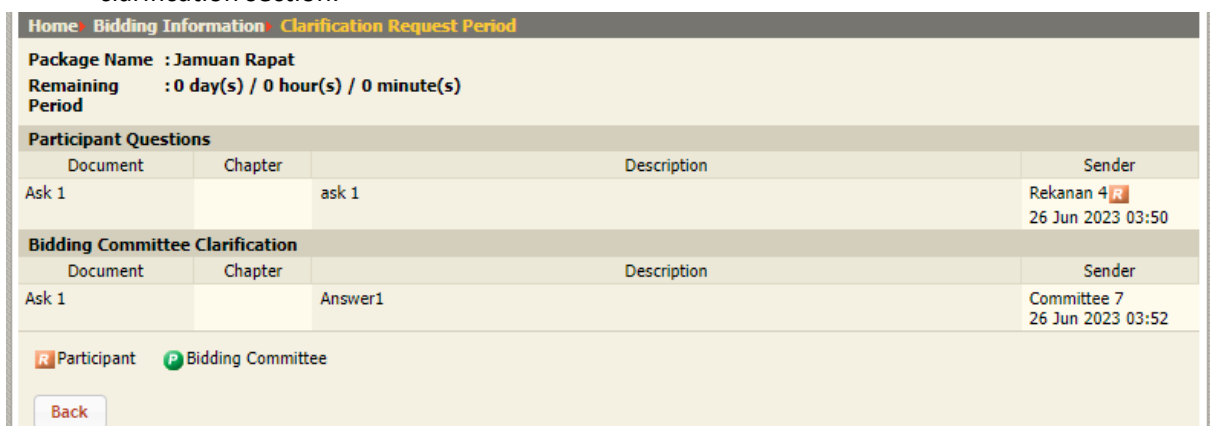 clarification section.
Home Bidding Information Clarification Request Period
Package Name : Jamuan Rapat
Remaining Period : 0 day(s) / 0 hour(s) / 0 minute(s)
Participant Questions
Document Chapter Description Sender
Ask 1 ask 1 Rekanan 4 R
26 Jun 2023 03:50
Bidding Committee Clarification
Document Chapter Description Sender
Ask 1 Answer1 Committee 7
26 Jun 2023 03:52
R Participant P Bidding Committee
Back